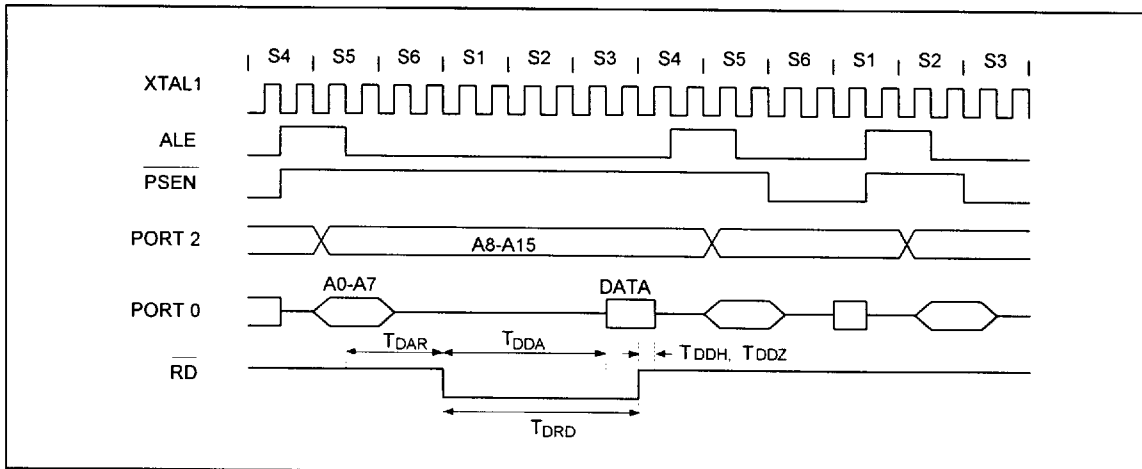 S4 S5 S6 S1 S2 S3 S4 S5 S6 S1 S2 S3
XTAL1
ALE
PSEN
PORT 2
A8-A15
A0-A7
DATA
PORT 0
TDAR
TDDA
TDDH, TDDZ
RD
TDRD